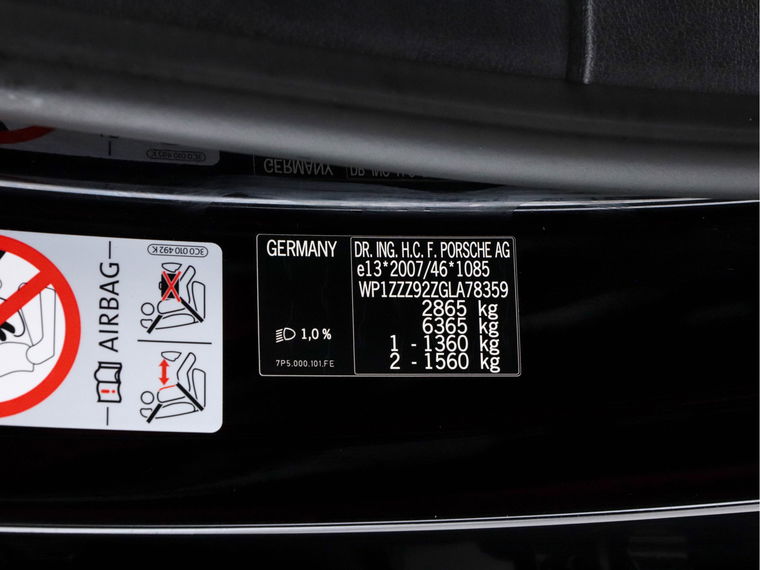 GERMANY
DR. ING. H.C. F. PORSCHE AG
e13*2007/46*1085
WP1ZZZ92ZGLA78359
2865 kg
6365 kg
1 - 1360 kg
2 - 1560 kg
1,0 %
7P5.000.101.FE
AIRBAG
3C0 010 492 K
GERMANY